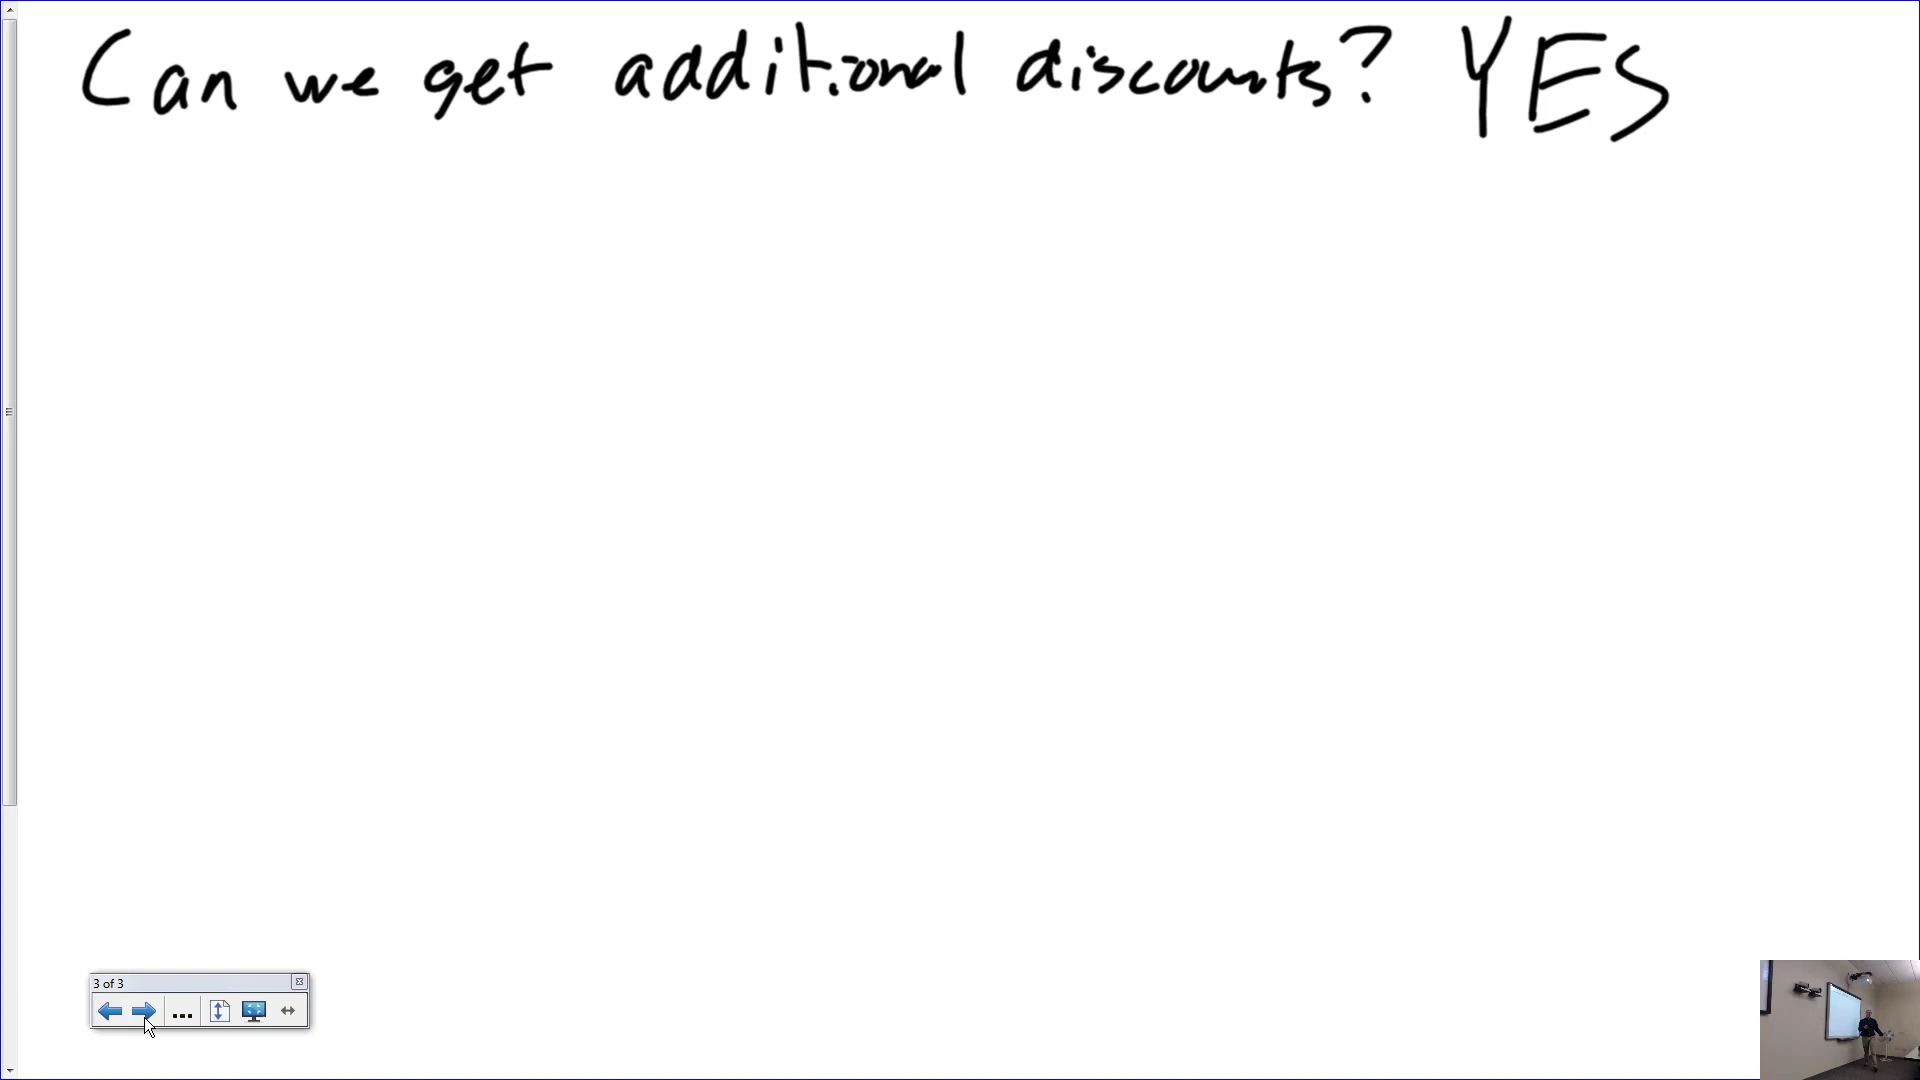 Can we get additional discounts? YES
3 of 3